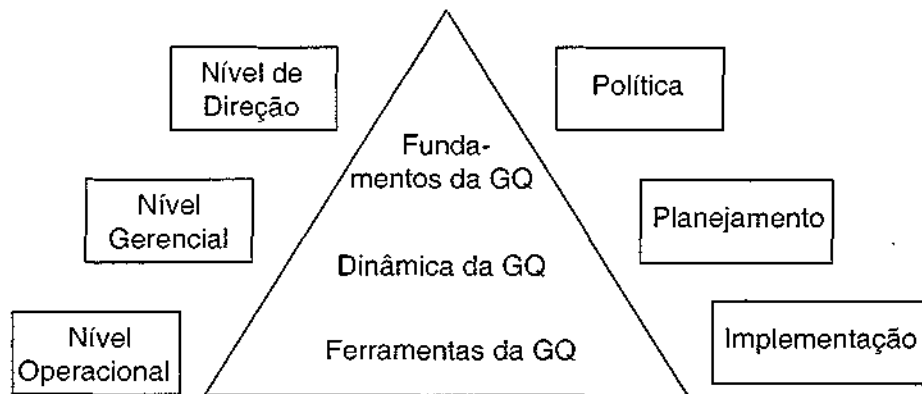 Nível de
Direção
Política
Funda-
mentos da GQ
Nível
Gerencial
Planejamento
Dinâmica da GQ
Nível
Operacional
Ferramentas da GQ
Implementação